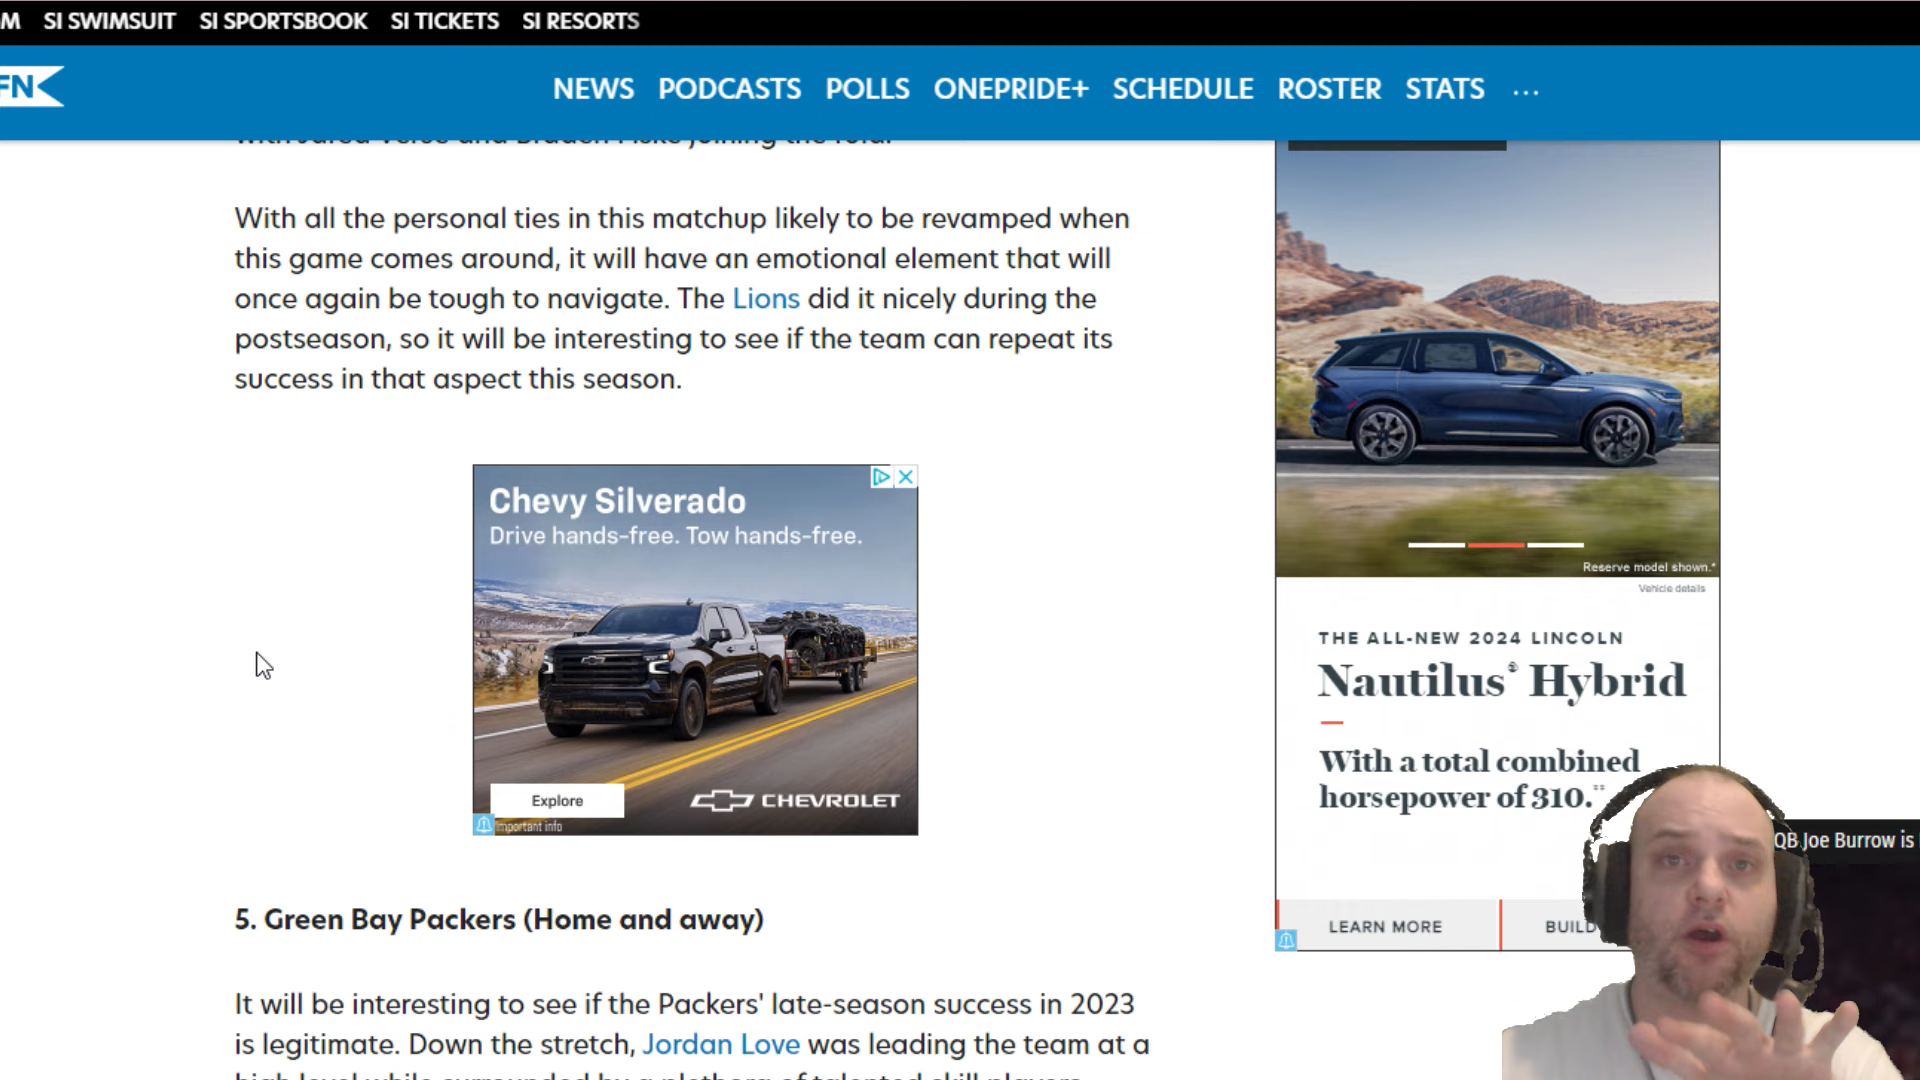 M SI SWIMSUIT SI SPORTSBOOK SI TICKETS SI RESORTS
FN
NEWS PODCASTS POLLS ONEPRIDE+ SCHEDULE ROSTER STATS ...
With all the personal ties in this matchup likely to be revamped when
this game comes around, it will have an emotional element that will
once again be tough to navigate. The Lions did it nicely during the
postseason, so it will be interesting to see if the team can repeat its
success in that aspect this season.
Chevy Silverado
Drive hands-free. Tow hands-free.
Explore
CHEVROLET
Important info
5. Green Bay Packers (Home and away)
It will be interesting to see if the Packers' late-season success in 2023
is legitimate. Down the stretch, Jordan Love was leading the team at a
Reserve model shown.*
Vehicle details
THE ALL-NEW 2024 LINCOLN
Nautilus® Hybrid
With a total combined
horsepower of 310.**
LEARN MORE
BUILD
QB Joe Burrow is